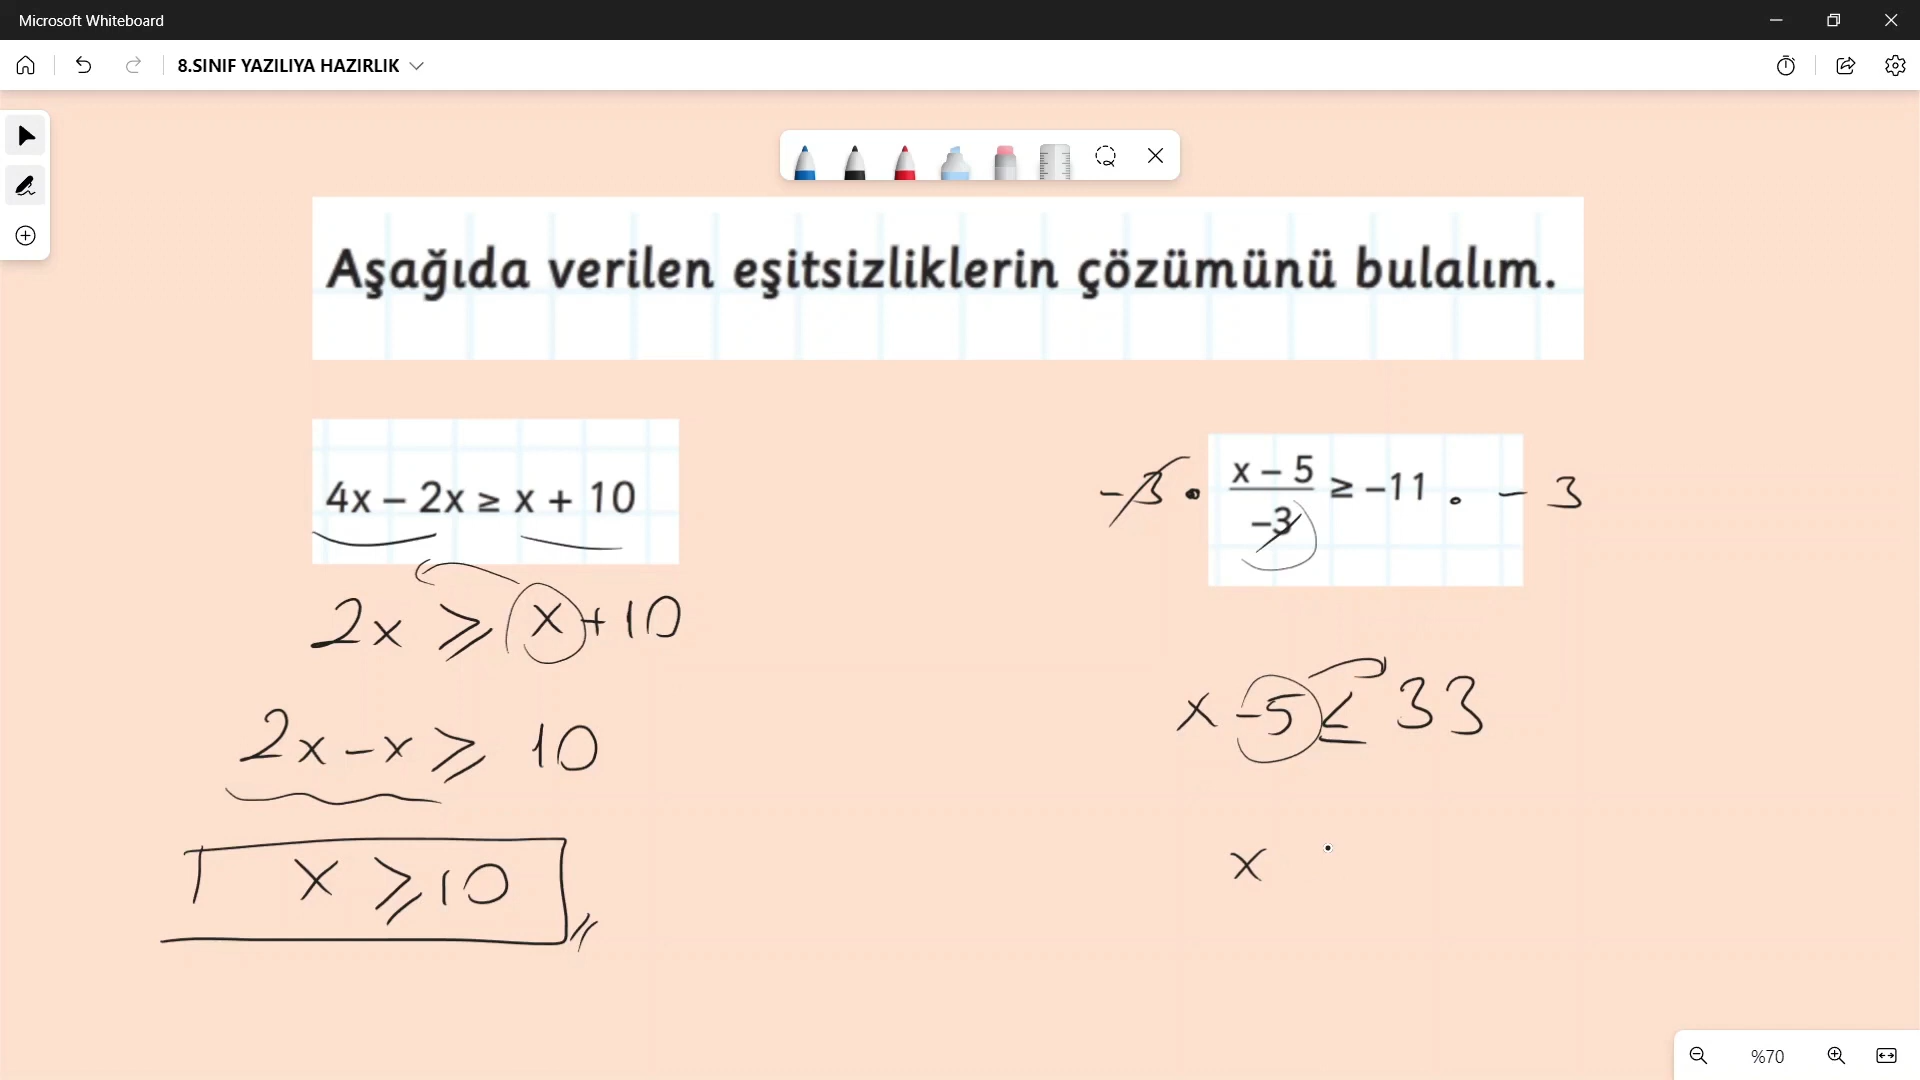 Microsoft Whiteboard
8.SINIF YAZILIYA HAZIRLIK
Aşağıda verilen eşitsizliklerin çözümünü bulalım.
4x − 2x ≥ x + 10
2x ≥ x + 10
2x − x ≥ 10
x ≥ 10
−3 · (x − 5)/−3 ≥ −11 . − 3
x −5 ≤ 33
x
%70